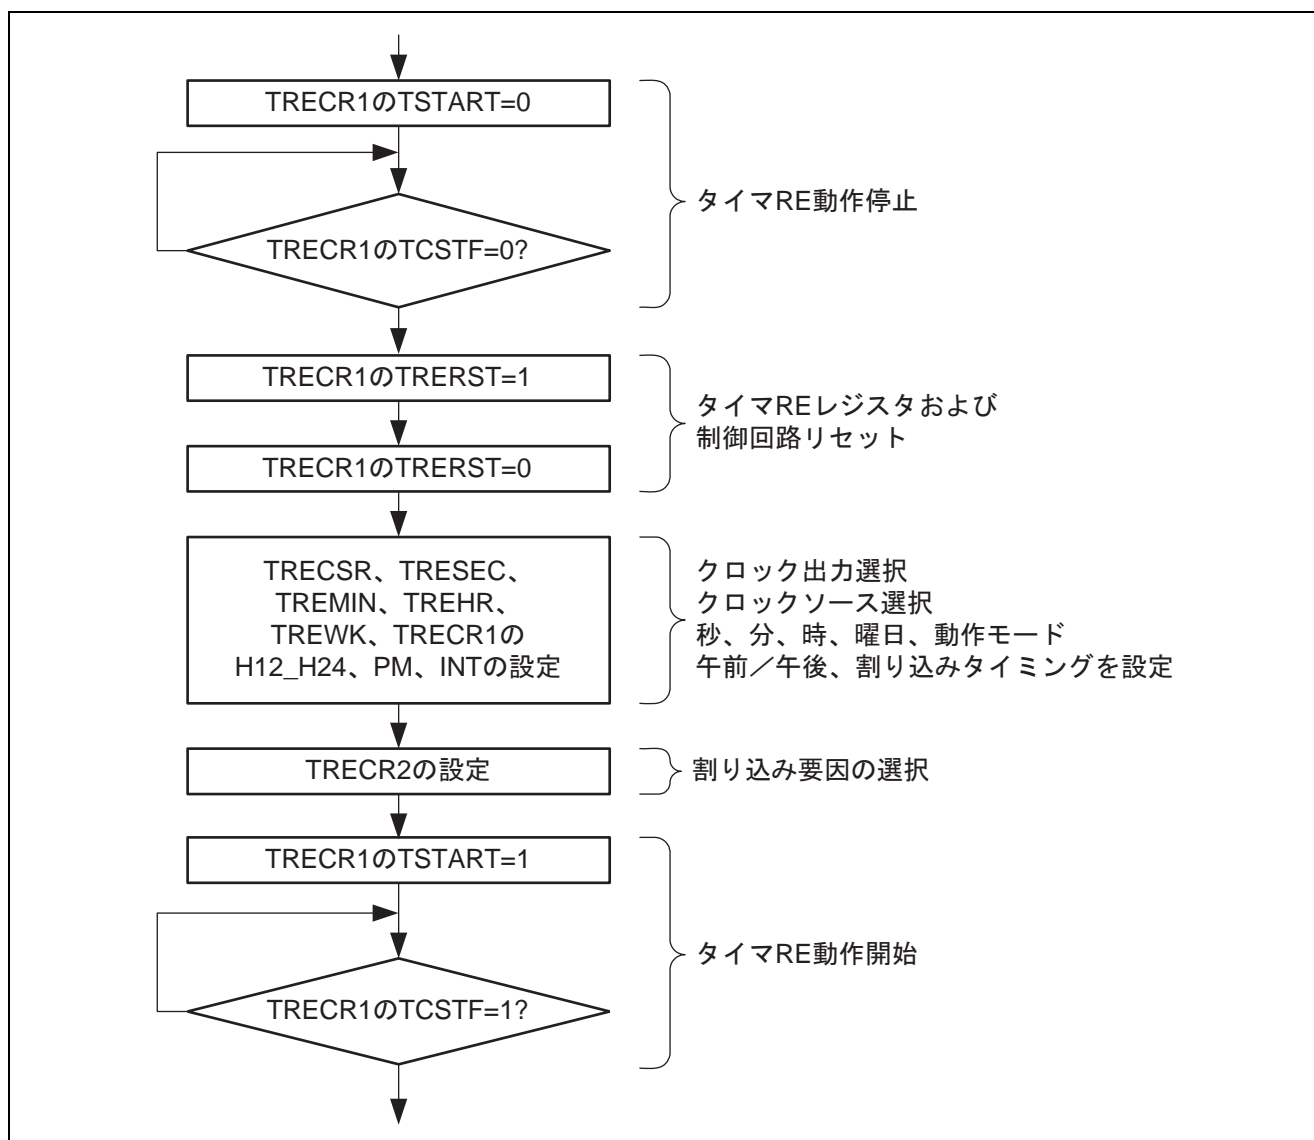 TRECR1のTSTART=0
TRECR1のTCSTF=0?
タイマRE動作停止
TRECR1のTRERST=1
TRECR1のTRERST=0
タイマREレジスタおよび
制御回路リセット
TRECSR、TRESEC、
TREMIN、TREHR、
TREWK、TRECR1の
H12_H24、PM、INTの設定
クロック出力選択
クロックソース選択
秒、分、時、曜日、動作モード
午前／午後、割り込みタイミングを設定
TRECR2の設定
割り込み要因の選択
TRECR1のTSTART=1
TRECR1のTCSTF=1?
タイマRE動作開始